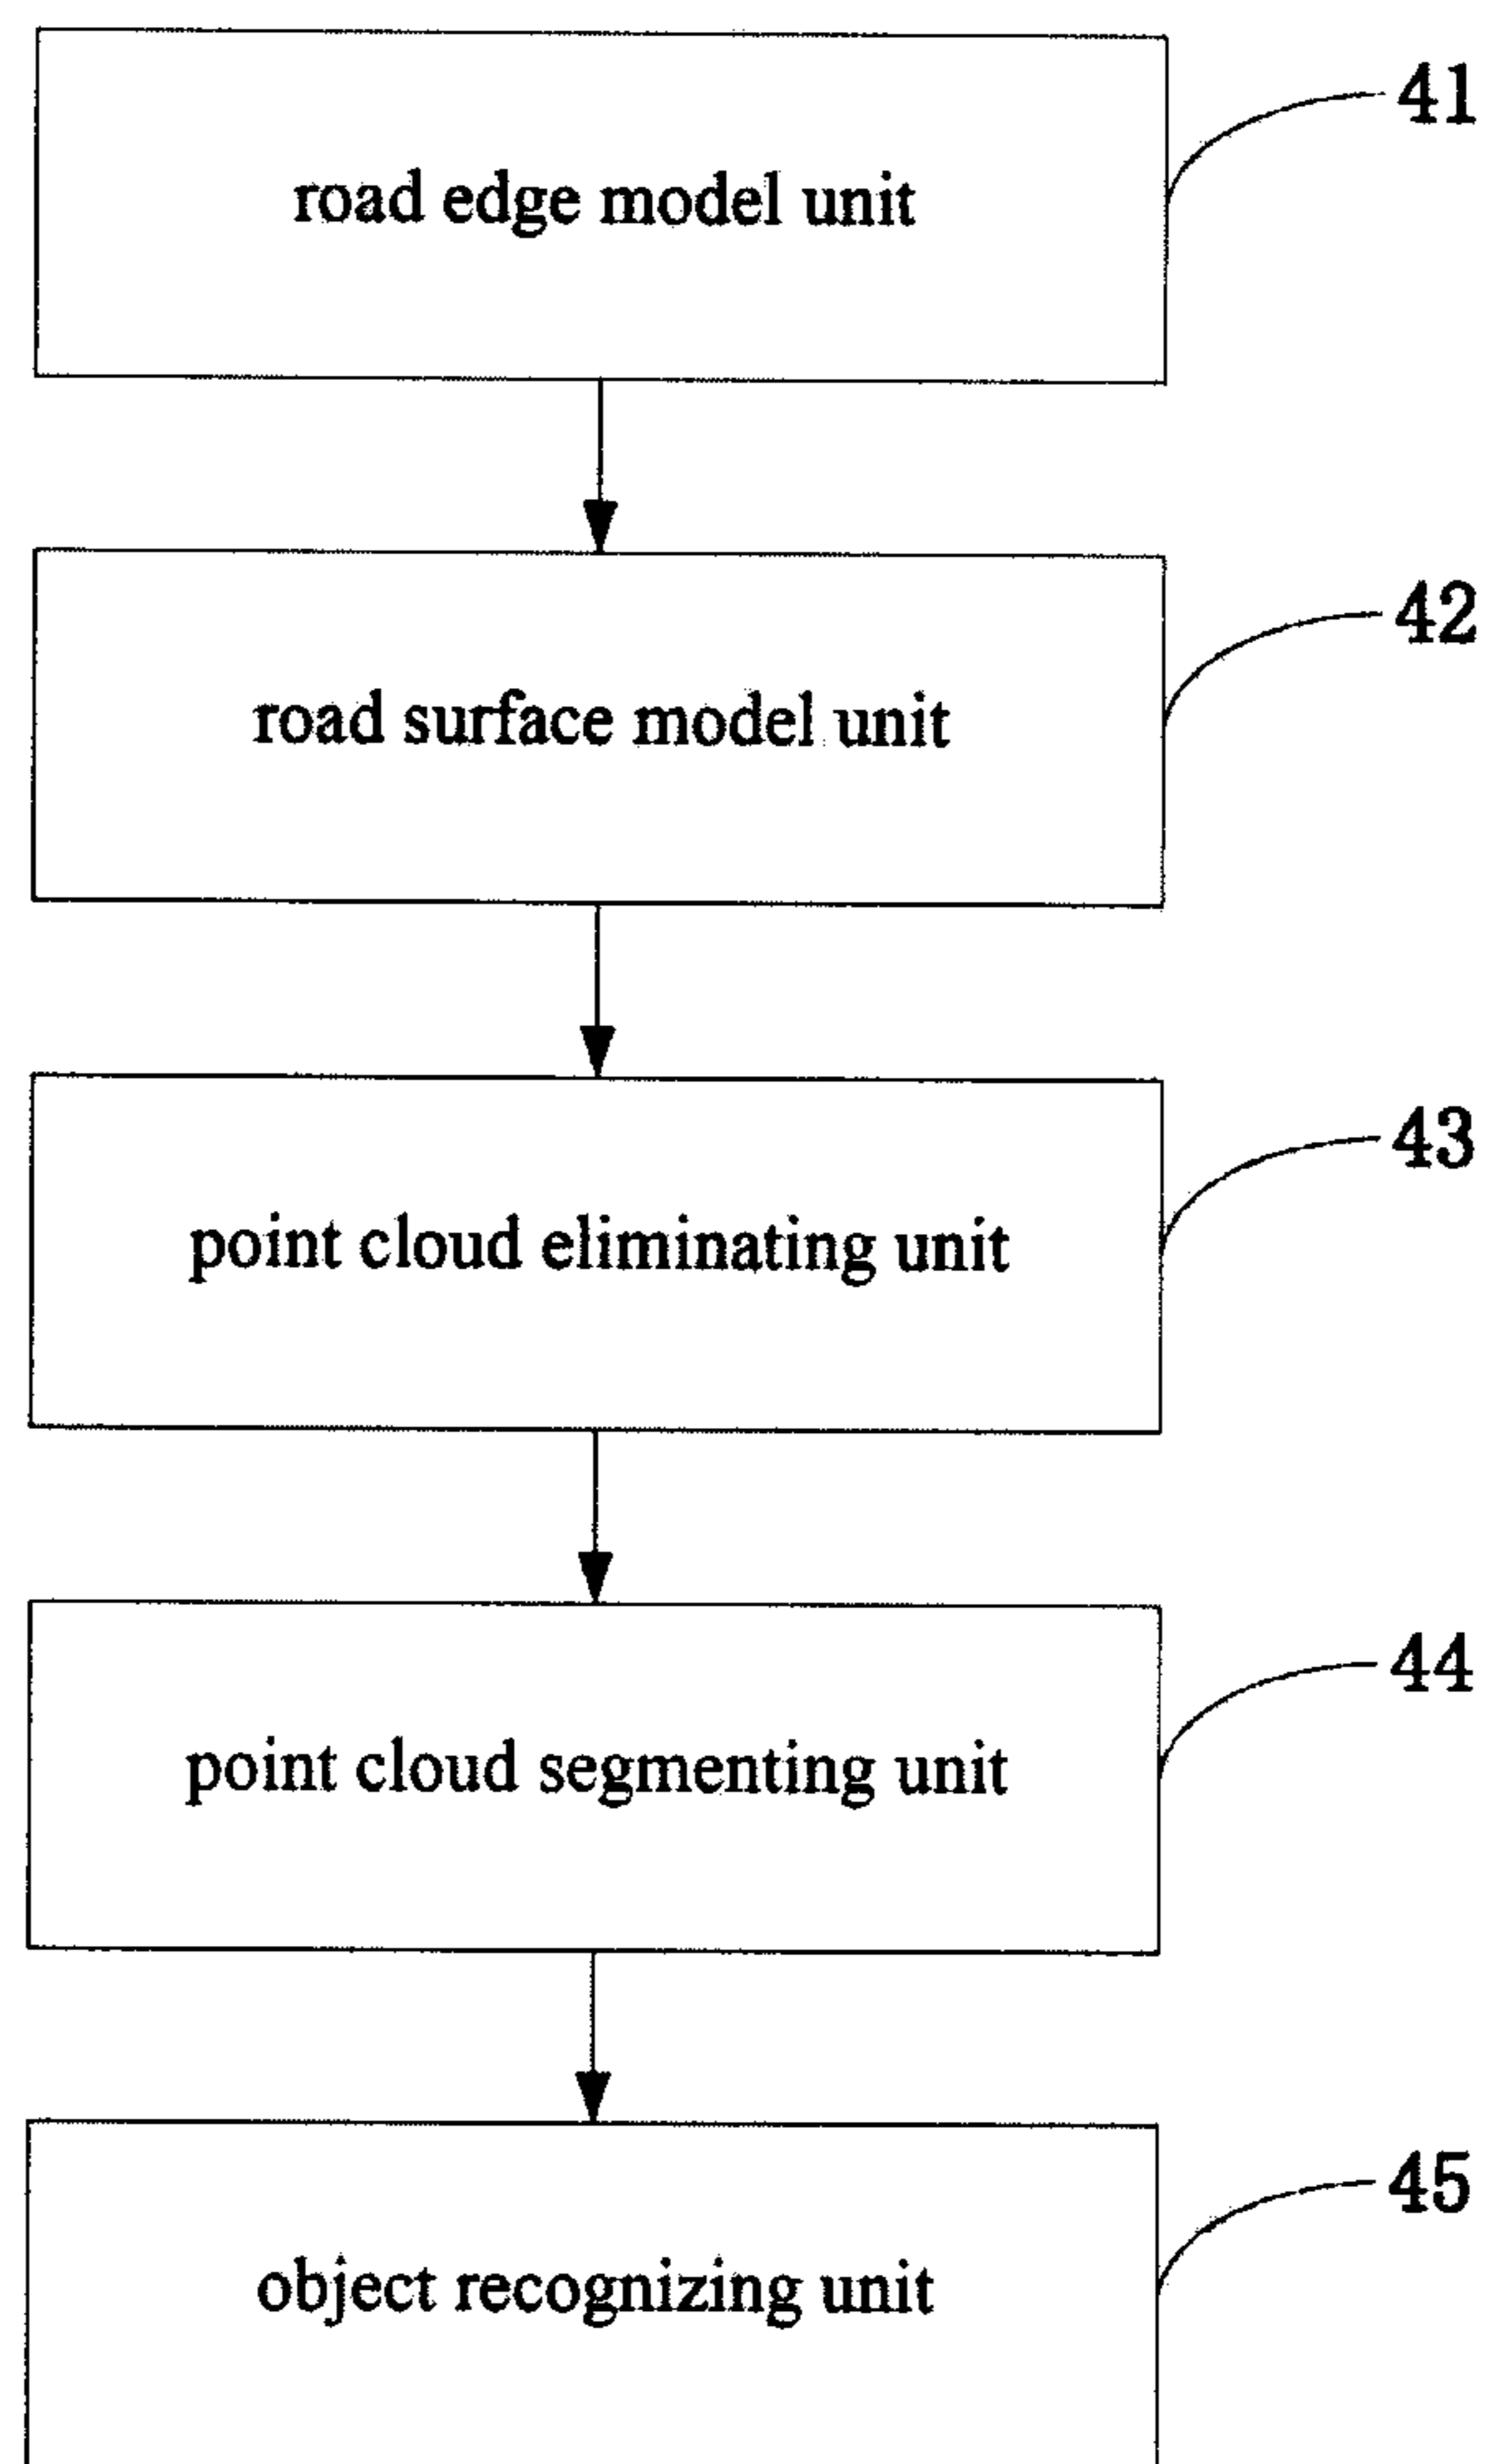 41
road edge model unit
42
road surface model unit
43
point cloud eliminating unit
44
point cloud segmenting unit
45
object recognizing unit